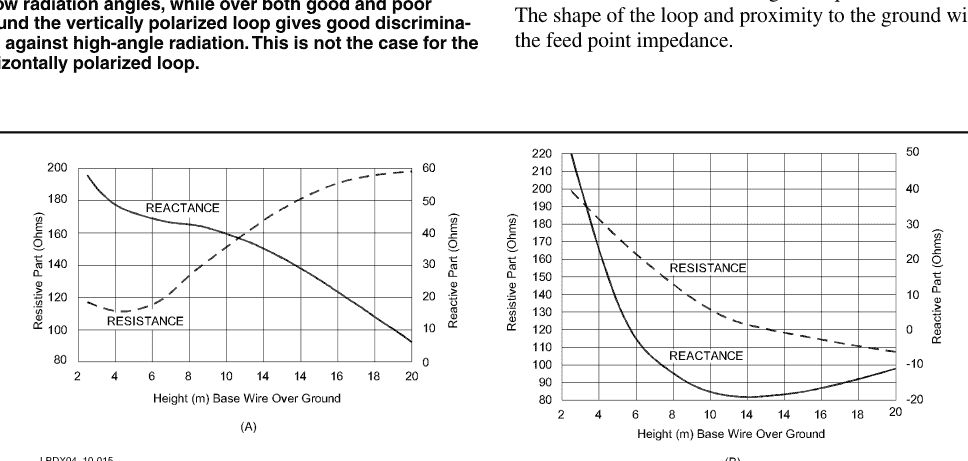 ow radiation angles, while over both good and poor
und the vertically polarized loop gives good discrimina-
against high-angle radiation. This is not the case for the
izontally polarized loop.
The shape of the loop and proximity to the ground wi
the feed point impedance.
200
180
160
140
120
100
80
Resistive Part (Ohms)
REACTANCE
RESISTANCE
60
50
40
30
20
10
0
Reactive Part (Ohms)
2 4 6 8 10 14 14 16 18 20
Height (m) Base Wire Over Ground
(A)
220
210
200
190
180
170
160
150
140
130
120
110
100
90
80
Resistive Part (Ohms)
RESISTANCE
REACTANCE
50
40
30
20
10
0
-10
-20
Reactive Part (Ohms)
2 4 6 8 10 14 14 16 18 20
Height (m) Base Wire Over Ground
(B)